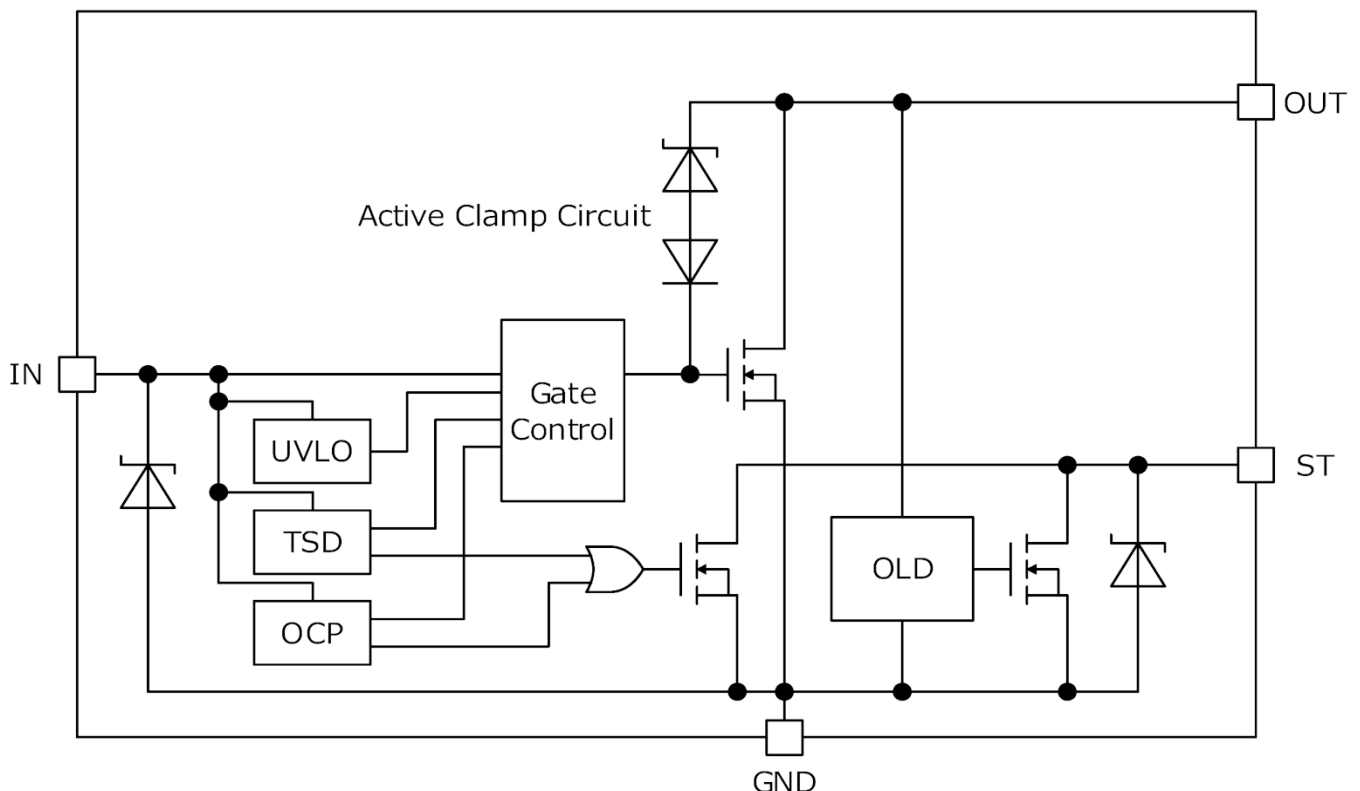 OUT
Active Clamp Circuit
IN
Gate
Control
UVLO
ST
TSD
OLD
OCP
GND